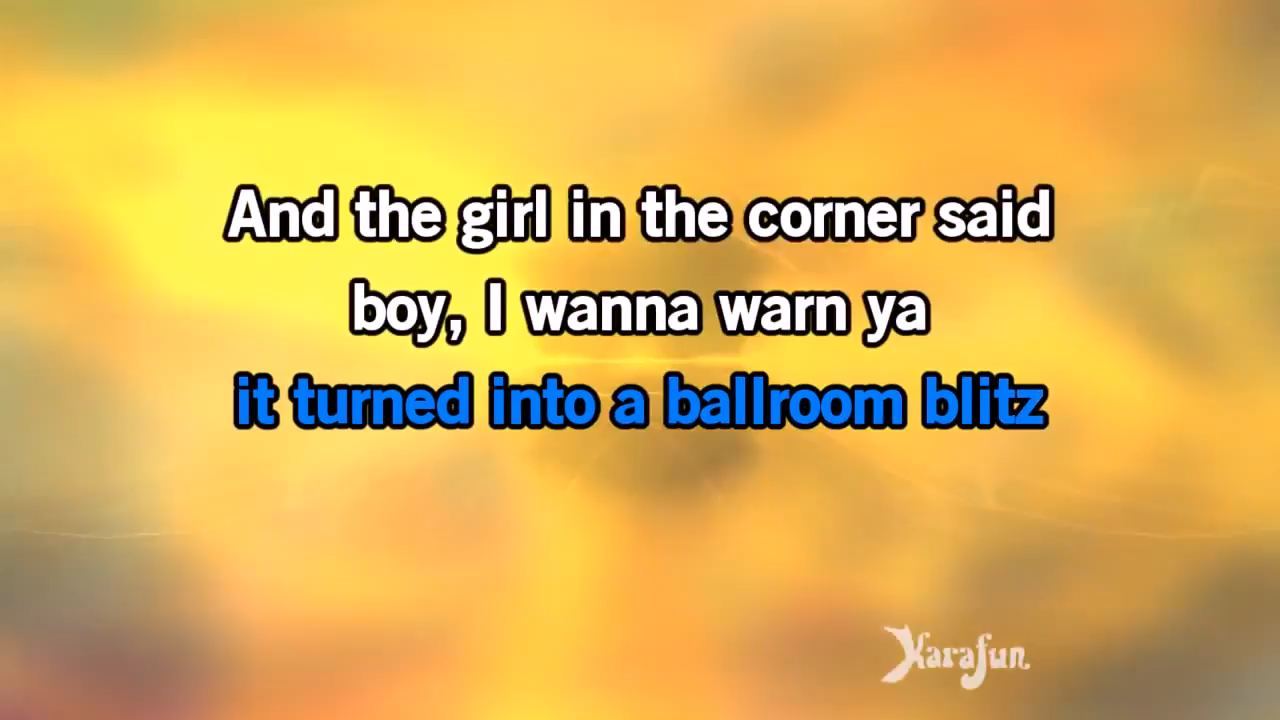 And the girl in the corner said
boy, I wanna warn ya
it turned into a ballroom blitz
Karafun